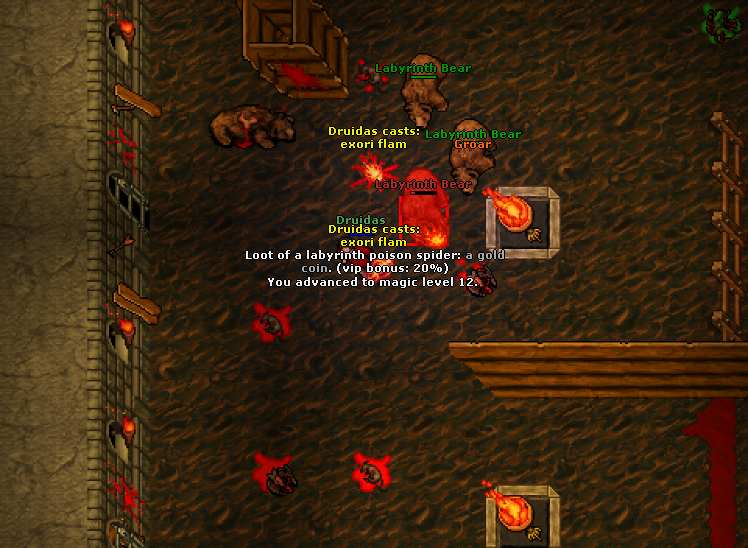 Labyrinth Bear
Druidas casts:
exori flam
Labyrinth Bear
Groar
Labyrinth Bear
Druidas
Druidas casts:
exori flam
Loot of a labyrinth poison spider: a gold
coin. (vip bonus: 20%)
You advanced to magic level 12.